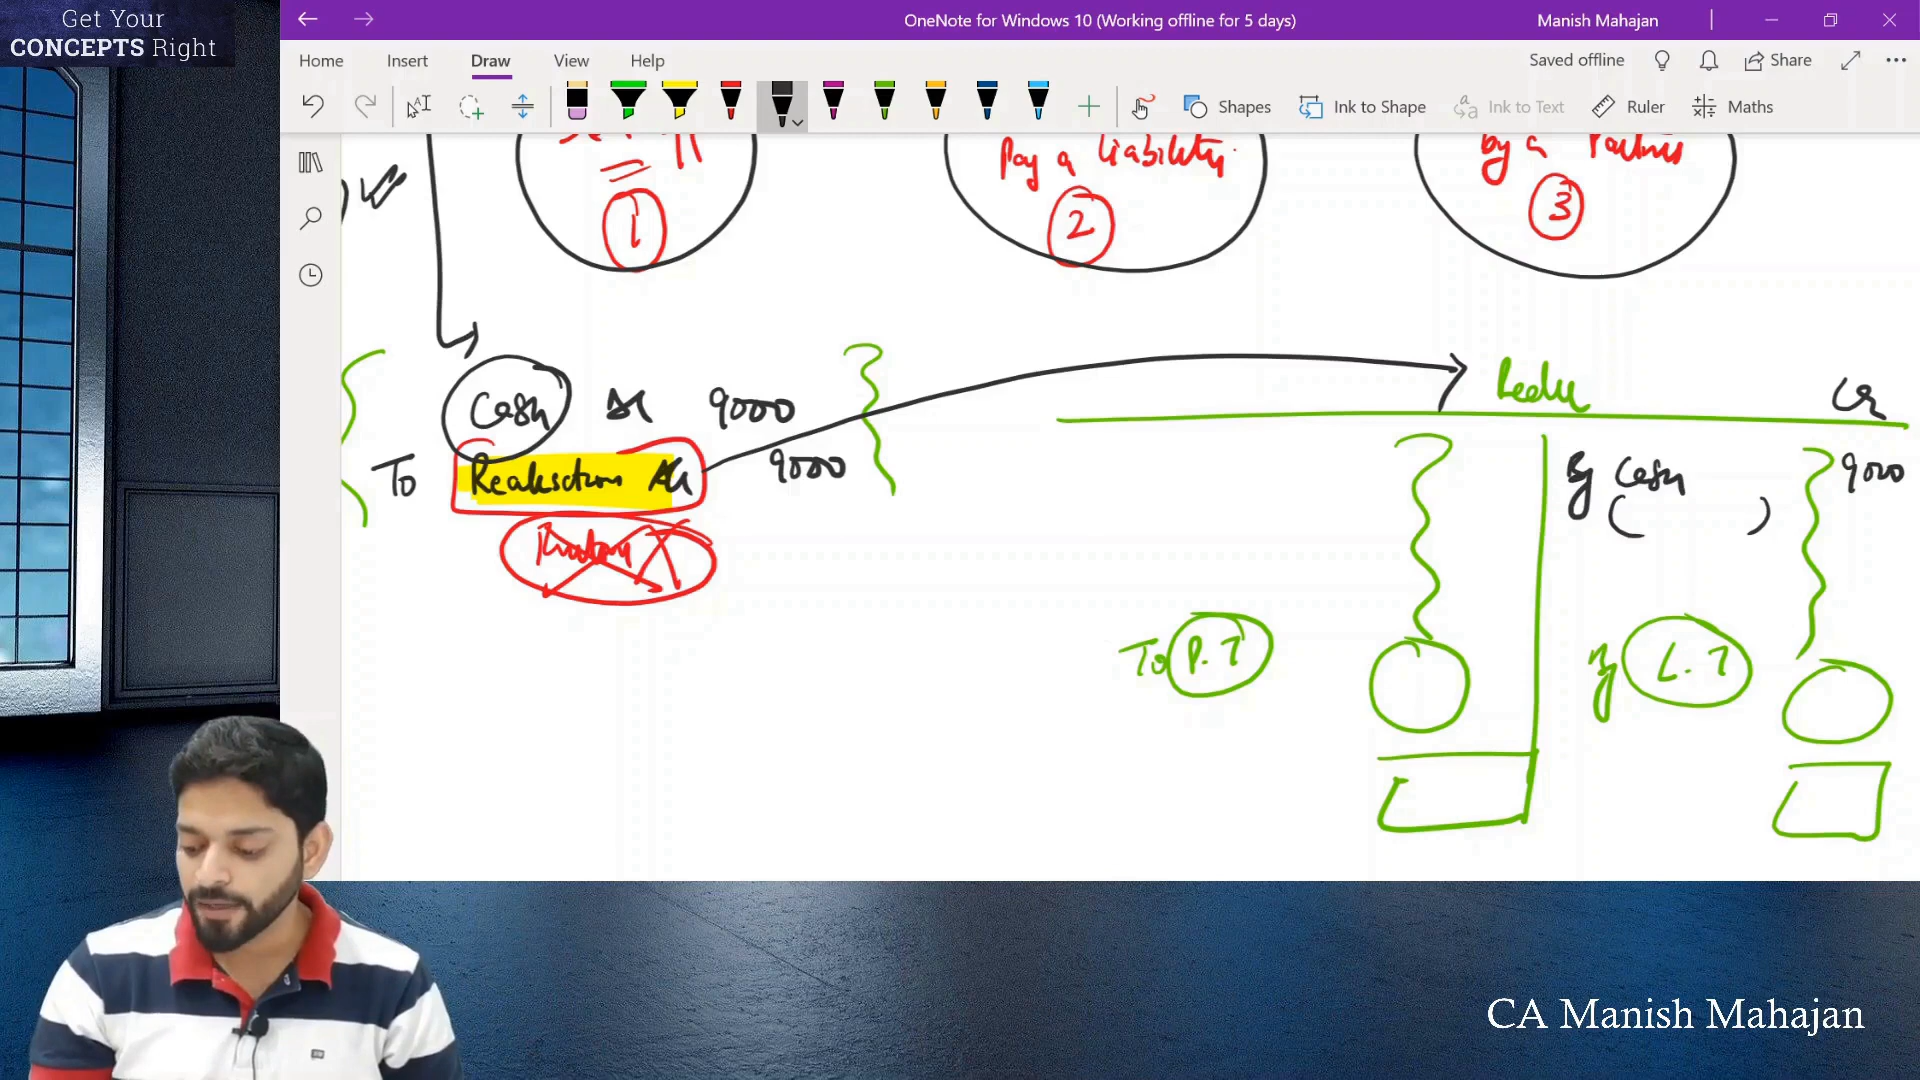 Get Your
CONCEPTS Right
OneNote for Windows 10 (Working offline for 5 days)
Manish Mahajan
Home Insert Draw View Help
Saved offline
Share
Shapes
Ink to Shape
Ink to Text
Ruler
Maths
Pay a liability
by a Partner
1
2
3
Cash 9000
To Realisation A/c 9000
Cr
By Cash 9000
( )
To P.T
By L.T
CA Manish Mahajan